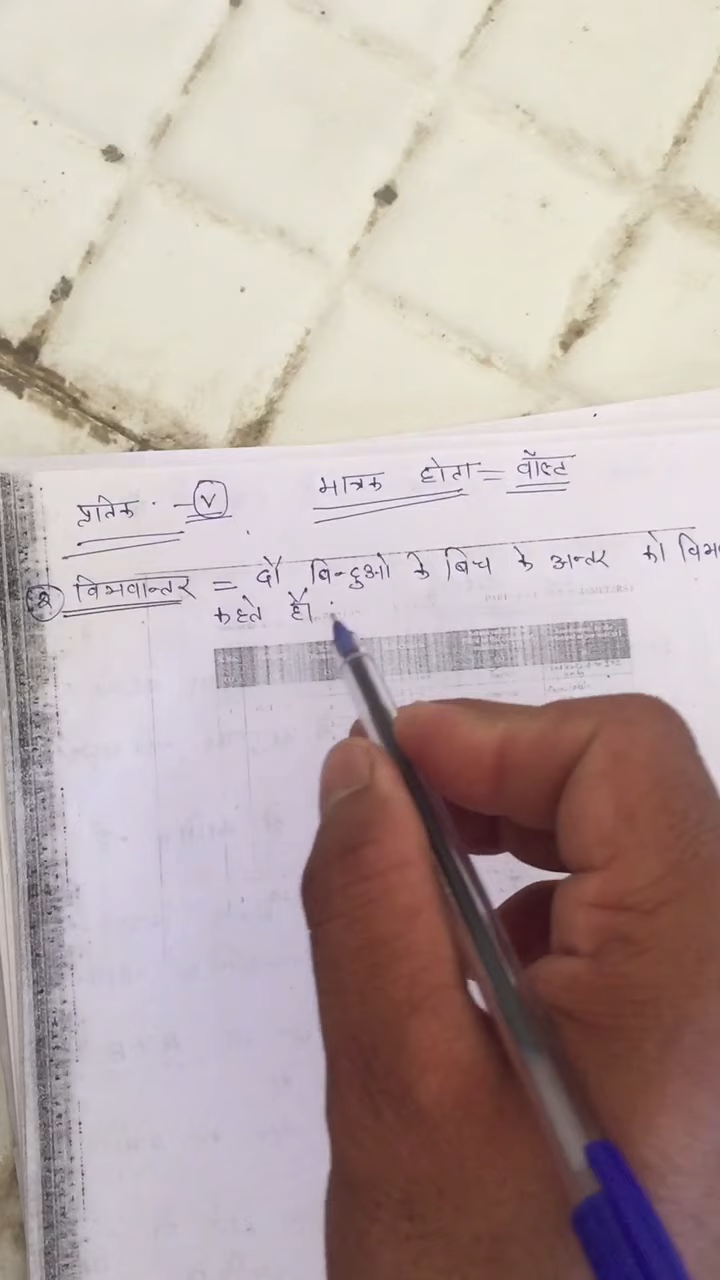 प्रतिक - V मात्रक होता = वॉल्ट
② विभवान्तर = दो विन्दुओ के बिच के अन्तर को विभ
कहते है।